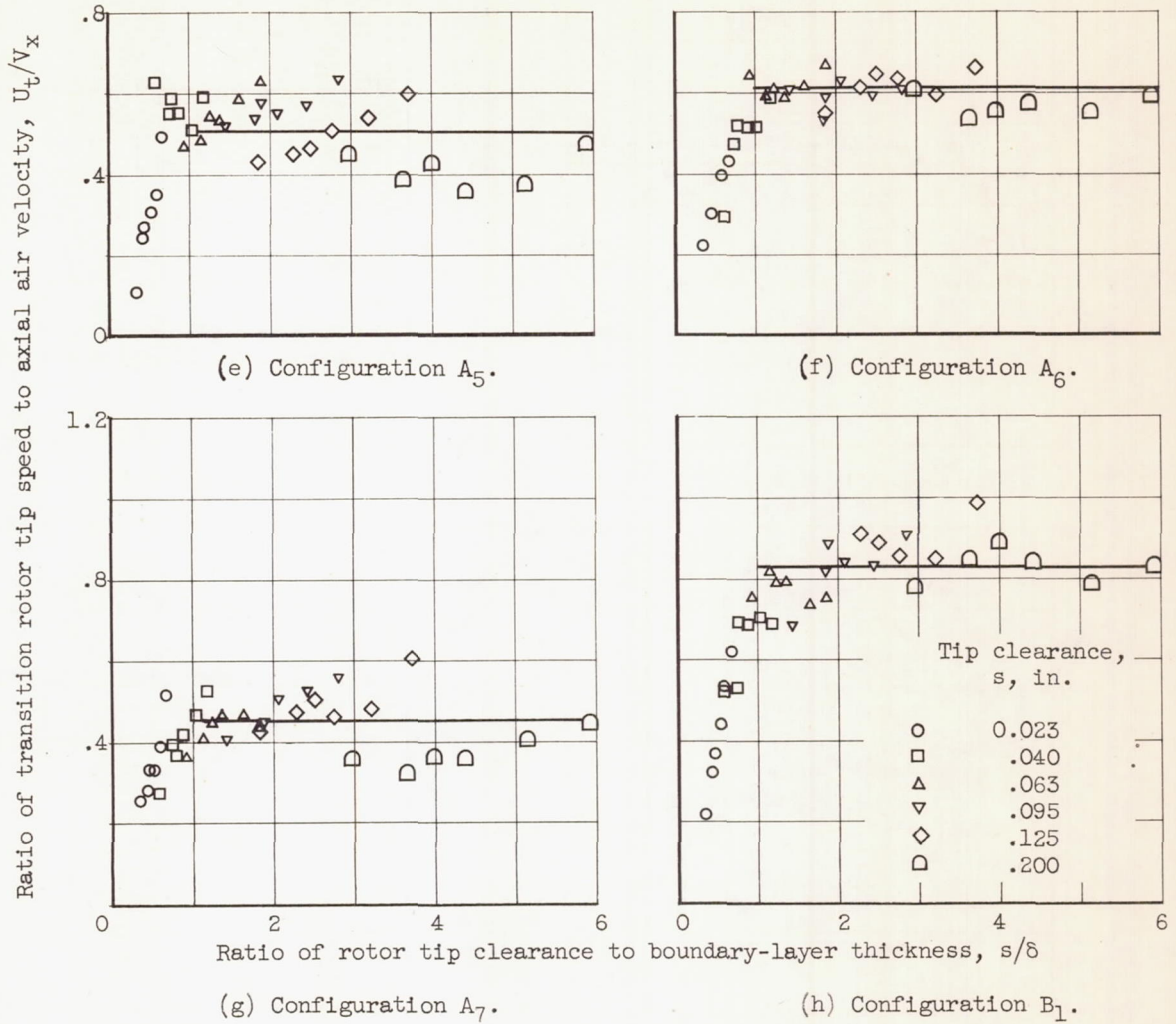 Ratio of transition rotor tip speed to axial air velocity, U_t/V_x
.8
.4
0
(e) Configuration A5.
(f) Configuration A6.
1.2
.8
.4
0 2 4 6
0 2 4 6
Tip clearance,
s, in.
0.023
.040
.063
.095
.125
.200
Ratio of rotor tip clearance to boundary-layer thickness, s/δ
(g) Configuration A7.
(h) Configuration B1.